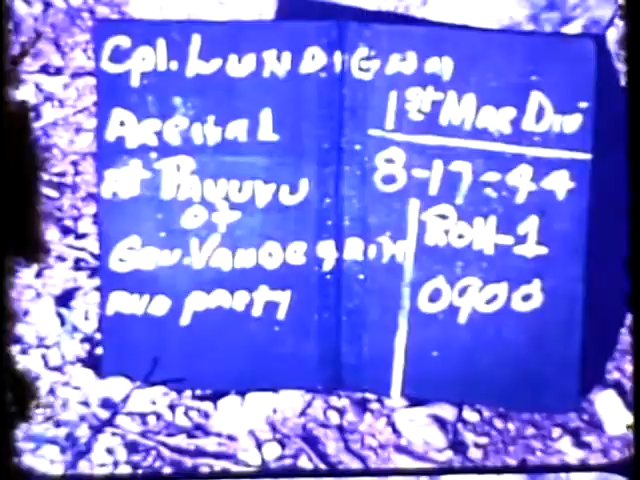 Cpl. LUNDIGAN
ARRIVAL
At PAVUVU
of
GEN. VANDEGRIFT
AND PARTY
1st MAR DIV
8-17-44
ROLL-1
0900